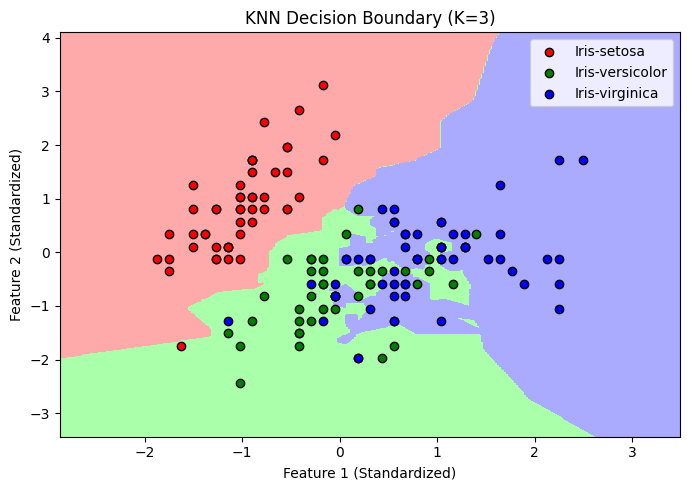 KNN Decision Boundary (K=3)
Iris-setosa
Iris-versicolor
Iris-virginica
Feature 2 (Standardized)
4
3
2
1
0
−1
−2
−3
−2
−1
0
1
2
3
Feature 1 (Standardized)